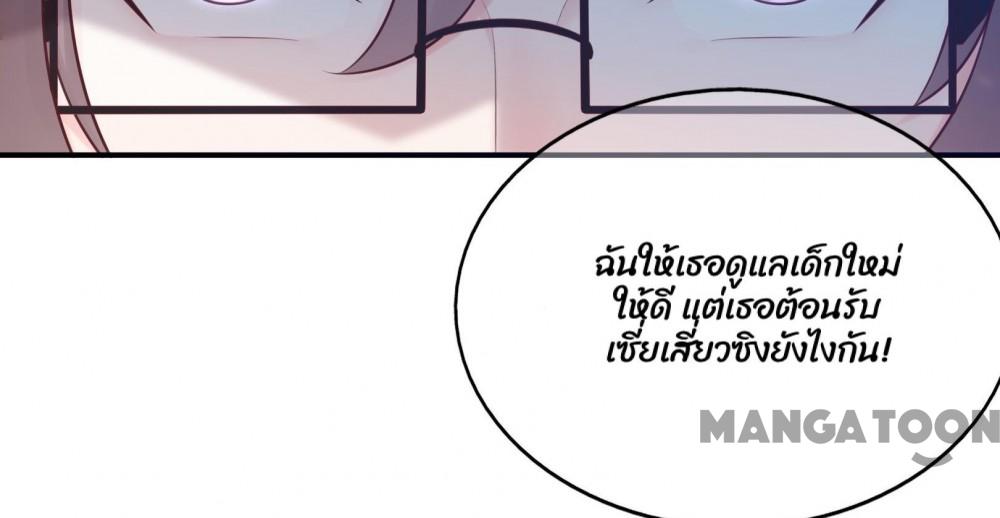 ฉันให้เธอดูแลเด็กใหม่
ให้ดี แต่เธอต้อนรับ
เซี่ยเสี่ยวซิงยังไงกัน!
MANGATOON